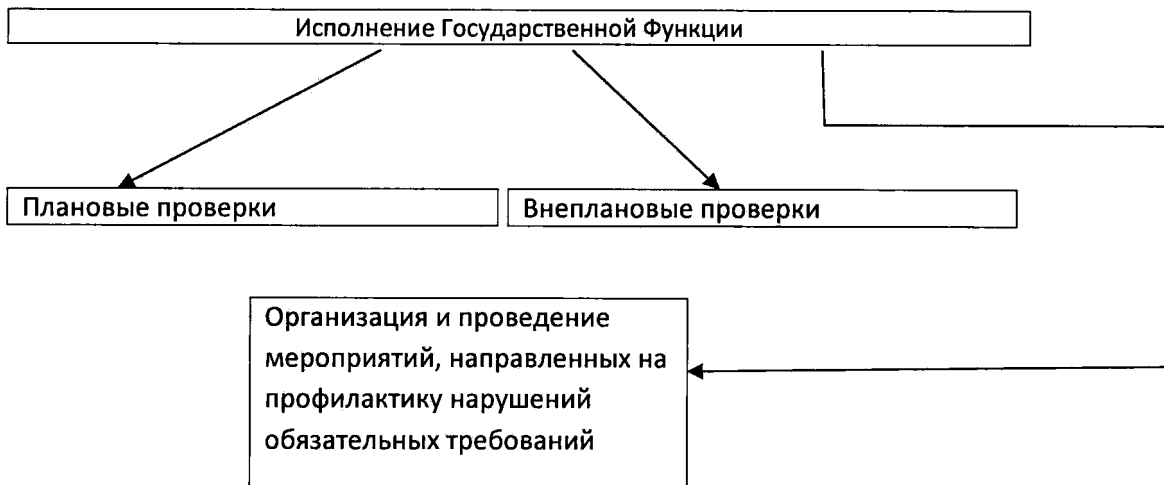 Исполнение Государственной Функции
Плановые проверки
Внеплановые проверки
Организация и проведение
мероприятий, направленных на
профилактику нарушений
обязательных требований